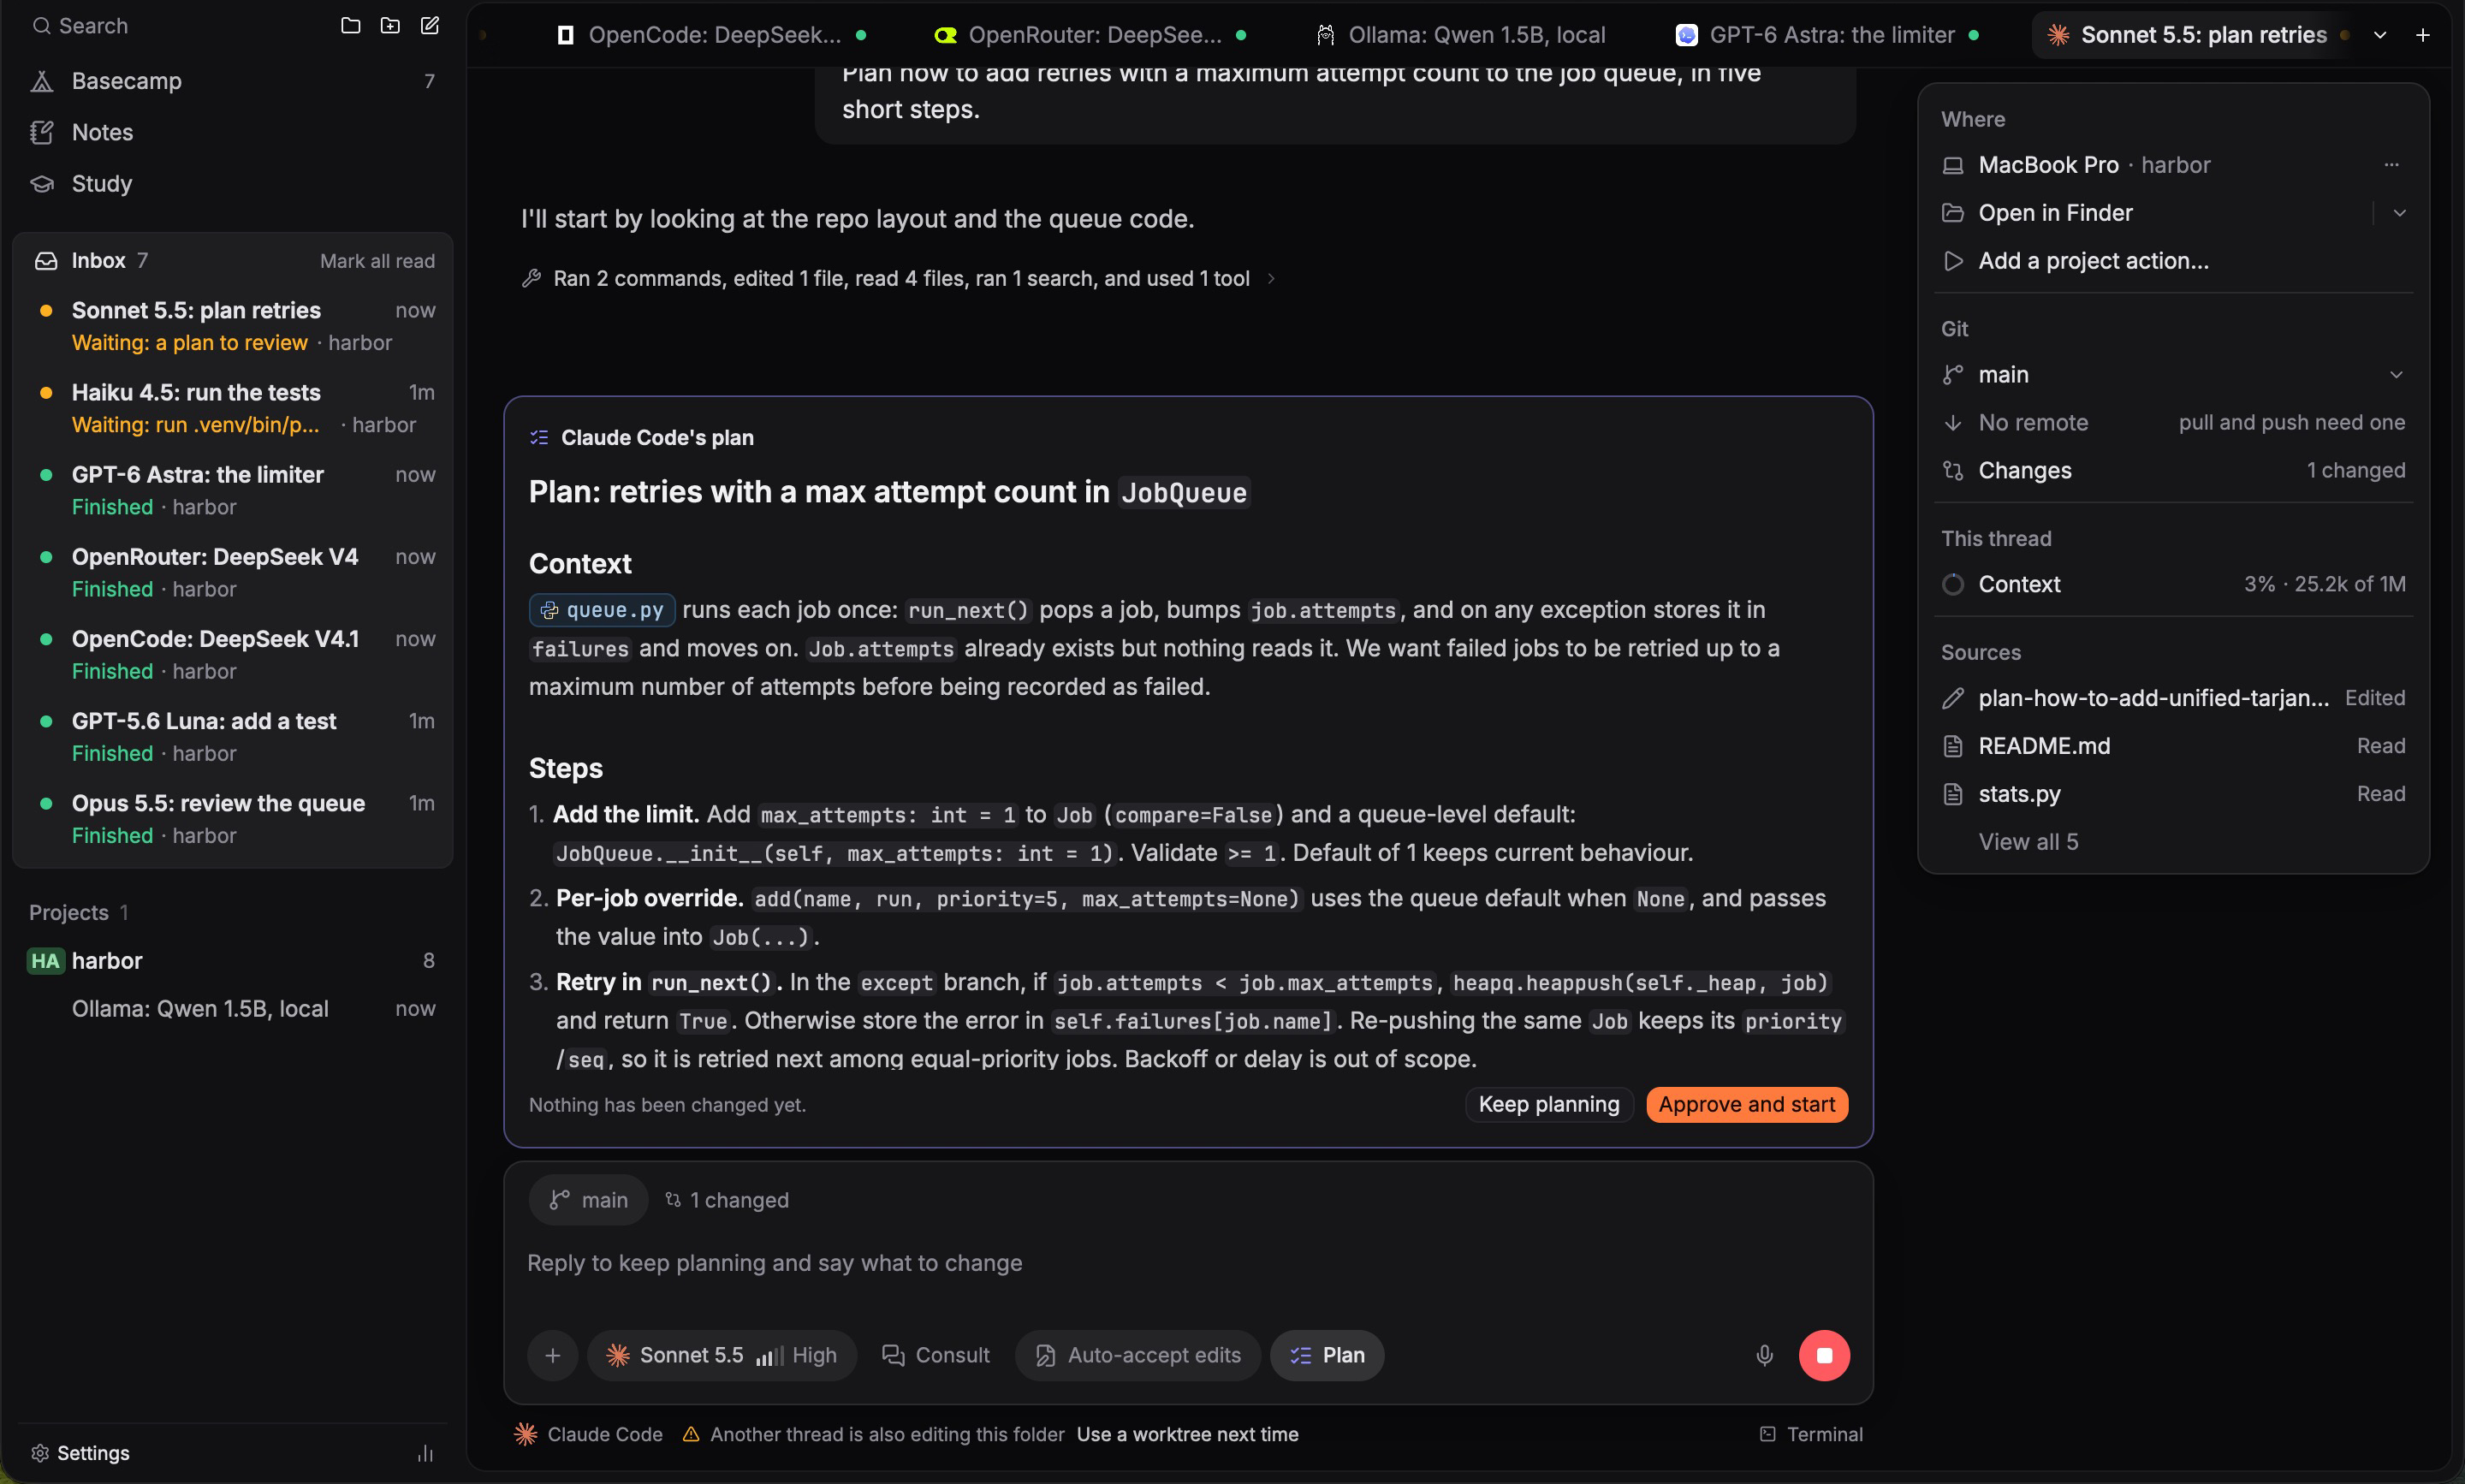 Search
Basecamp 7
Notes
Study
Inbox 7 Mark all read
Sonnet 5.5: plan retries now
Waiting: a plan to review · harbor
Haiku 4.5: run the tests 1m
Waiting: run .venv/bin/p... · harbor
GPT-6 Astra: the limiter now
Finished · harbor
OpenRouter: DeepSeek V4 now
Finished · harbor
OpenCode: DeepSeek V4.1 now
Finished · harbor
GPT-5.6 Luna: add a test 1m
Finished · harbor
Opus 5.5: review the queue 1m
Finished · harbor
Projects 1
HA harbor 8
Ollama: Qwen 1.5B, local now
Settings
OpenCode: DeepSeek... OpenRouter: DeepSee... Ollama: Qwen 1.5B, local GPT-6 Astra: the limiter Sonnet 5.5: plan retries
Plan how to add retries with a maximum attempt count to the job queue, in five
short steps.
I'll start by looking at the repo layout and the queue code.
Ran 2 commands, edited 1 file, read 4 files, ran 1 search, and used 1 tool
Claude Code's plan
Plan: retries with a max attempt count in JobQueue
Context
queue.py runs each job once: run_next() pops a job, bumps job.attempts, and on any exception stores it in
failures and moves on. Job.attempts already exists but nothing reads it. We want failed jobs to be retried up to a
maximum number of attempts before being recorded as failed.
Steps
1. Add the limit. Add max_attempts: int = 1 to Job (compare=False) and a queue-level default:
JobQueue.__init__(self, max_attempts: int = 1). Validate >= 1. Default of 1 keeps current behaviour.
2. Per-job override. add(name, run, priority=5, max_attempts=None) uses the queue default when None, and passes
the value into Job(...).
3. Retry in run_next(). In the except branch, if job.attempts < job.max_attempts, heapq.heappush(self._heap, job)
and return True. Otherwise store the error in self.failures[job.name]. Re-pushing the same Job keeps its priority
/seq, so it is retried next among equal-priority jobs. Backoff or delay is out of scope.
Nothing has been changed yet. Keep planning Approve and start
main 1 changed
Reply to keep planning and say what to change
Sonnet 5.5 High Consult Auto-accept edits Plan
Claude Code Another thread is also editing this folder Use a worktree next time Terminal
Where
MacBook Pro · harbor
Open in Finder
Add a project action...
Git
main
No remote pull and push need one
Changes 1 changed
This thread
Context 3% · 25.2k of 1M
Sources
plan-how-to-add-unified-tarjan... Edited
README.md Read
stats.py Read
View all 5